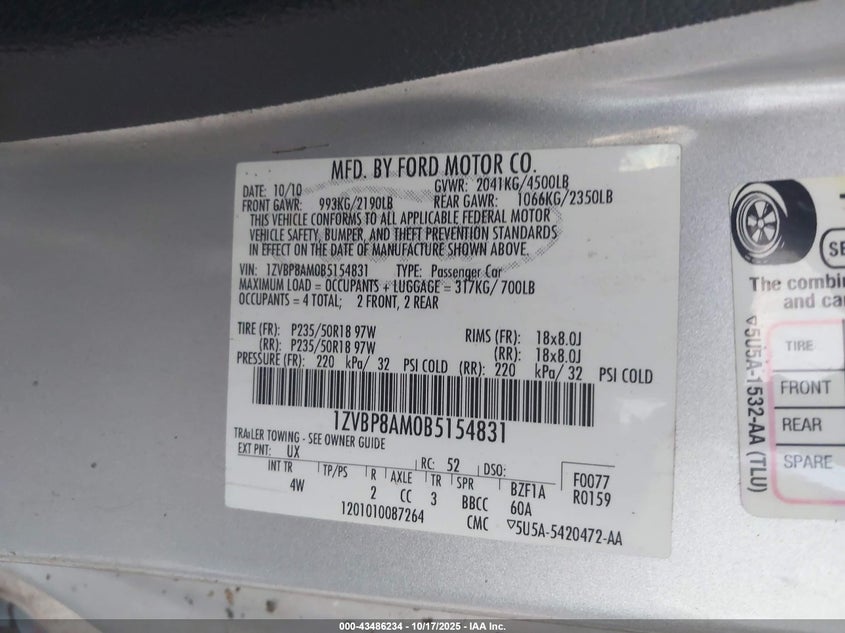 MFD. BY FORD MOTOR CO.
DATE: 10/10 GVWR: 2041KG/4500LB
FRONT GAWR: 993KG/2190LB REAR GAWR: 1066KG/2350LB
THIS VEHICLE CONFORMS TO ALL APPLICABLE FEDERAL MOTOR
VEHICLE SAFETY, BUMPER, AND THEFT PREVENTION STANDARDS
IN EFFECT ON THE DATE OF MANUFACTURE SHOWN ABOVE.
VIN: 1ZVBP8AM0B5154831 TYPE: Passenger Car
MAXIMUM LOAD = OCCUPANTS + LUGGAGE = 317KG/ 700LB
OCCUPANTS = 4 TOTAL; 2 FRONT, 2 REAR
TIRE (FR): P235/50R18 97W RIMS (FR): 18x8.0J
(RR): P235/50R18 97W (RR): 18x8.0J
PRESSURE (FR): 220 kPa/ 32 PSI COLD (RR): 220 kPa/ 32 PSI COLD
1ZVBP8AM0B5154831
TRAILER TOWING - SEE OWNER GUIDE
EXT PNT: UX RC: 52 DSO: F0077
INT TR TP/PS R AXLE TR SPR BZF1A R0159
4W 2 CC 3 BBCC 60A
1201010087264 CMC ▽5U5A-5420472-AA
SE
The combin
and ca
▽5U5A-1532-AA (TLU)
TIRE
FRONT
REAR
SPARE
000-43486234 - 10/17/2025 - IAA Inc.